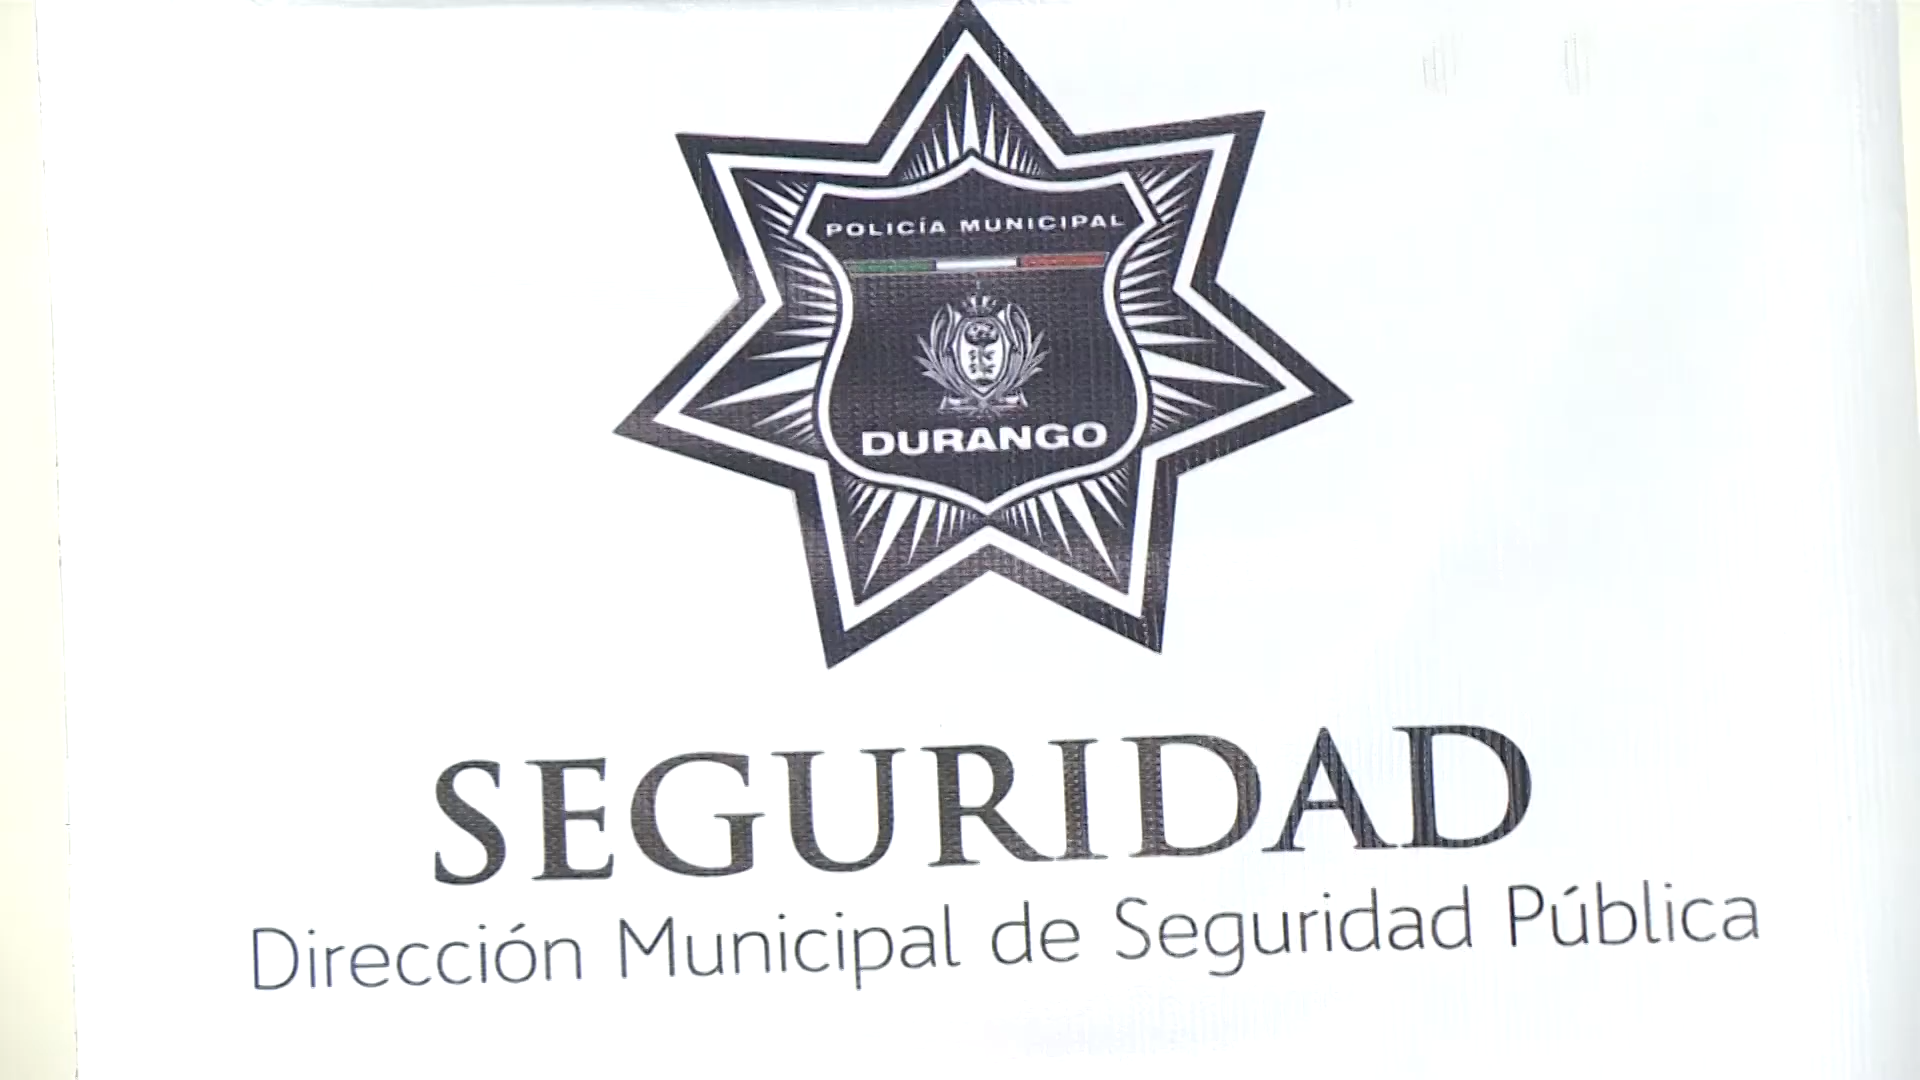 POLICÍA MUNICIPAL
DURANGO
SEGURIDAD
Dirección Municipal de Seguridad Pública